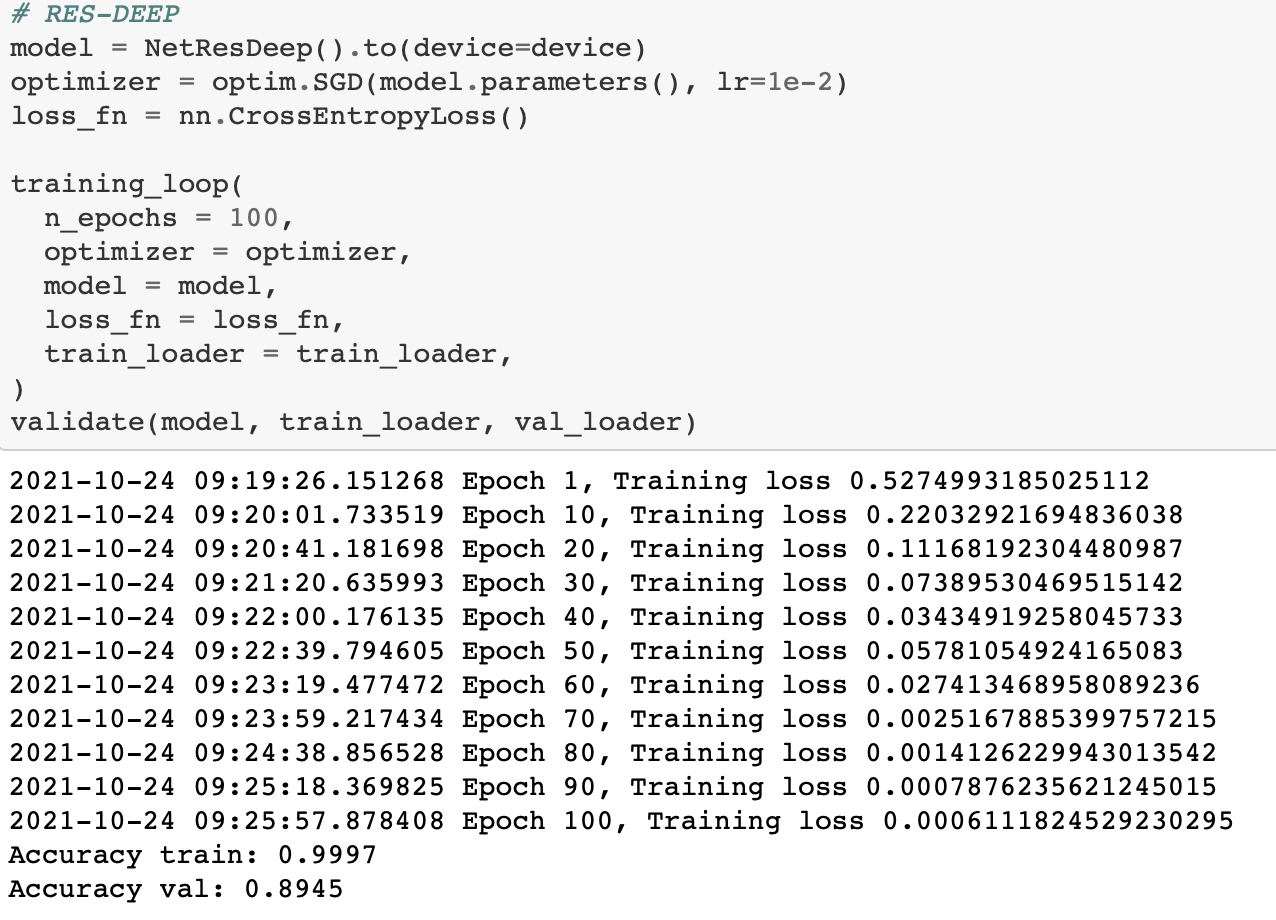 # RES-DEEP
model = NetResDeep().to(device=device)
optimizer = optim.SGD(model.parameters(), lr=1e-2)
loss_fn = nn.CrossEntropyLoss()

training_loop(
  n_epochs = 100,
  optimizer = optimizer,
  model = model,
  loss_fn = loss_fn,
  train_loader = train_loader,
)
validate(model, train_loader, val_loader)
2021-10-24 09:19:26.151268 Epoch 1, Training loss 0.5274993185025112
2021-10-24 09:20:01.733519 Epoch 10, Training loss 0.22032921694836038
2021-10-24 09:20:41.181698 Epoch 20, Training loss 0.11168192304480987
2021-10-24 09:21:20.635993 Epoch 30, Training loss 0.07389530469515142
2021-10-24 09:22:00.176135 Epoch 40, Training loss 0.03434919258045733
2021-10-24 09:22:39.794605 Epoch 50, Training loss 0.05781054924165083
2021-10-24 09:23:19.477472 Epoch 60, Training loss 0.027413468958089236
2021-10-24 09:23:59.217434 Epoch 70, Training loss 0.0025167885399757215
2021-10-24 09:24:38.856528 Epoch 80, Training loss 0.0014126229943013542
2021-10-24 09:25:18.369825 Epoch 90, Training loss 0.0007876235621245015
2021-10-24 09:25:57.878408 Epoch 100, Training loss 0.0006111824529230295
Accuracy train: 0.9997
Accuracy val: 0.8945